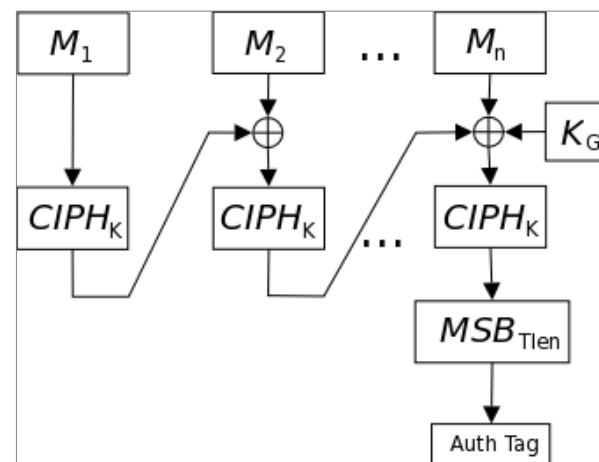 M1 M2 ... Mn
KG
CIPHK CIPHK ... CIPHK
MSBTlen
Auth Tag